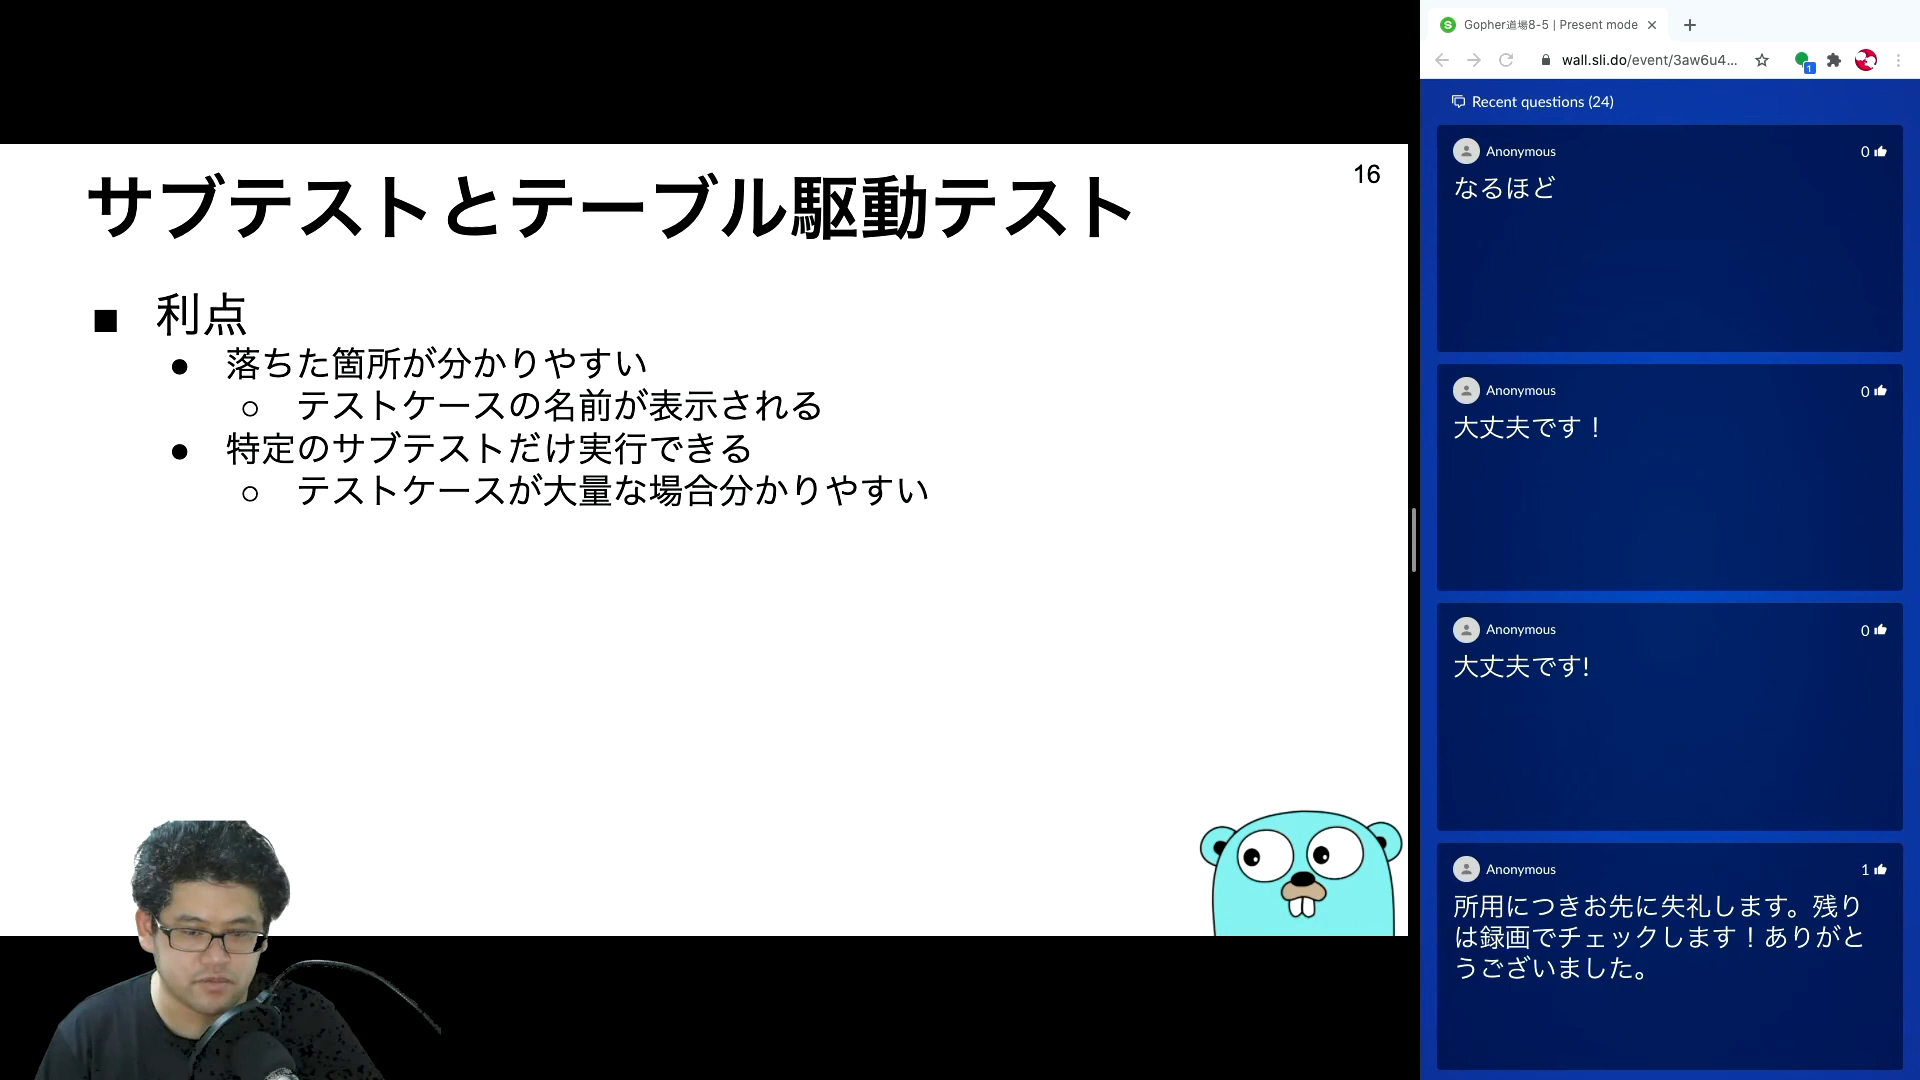 サブテストとテーブル駆動テスト
16
■ 利点
● 落ちた箇所が分かりやすい
○ テストケースの名前が表示される
● 特定のサブテストだけ実行できる
○ テストケースが大量な場合分かりやすい
Gopher道場8-5 | Present mode
wall.sli.do/event/3aw6u4...
1
Recent questions (24)
Anonymous
0
なるほど
Anonymous
0
大丈夫です！
Anonymous
0
大丈夫です!
Anonymous
1
所用につきお先に失礼します。残り
は録画でチェックします！ありがと
うございました。